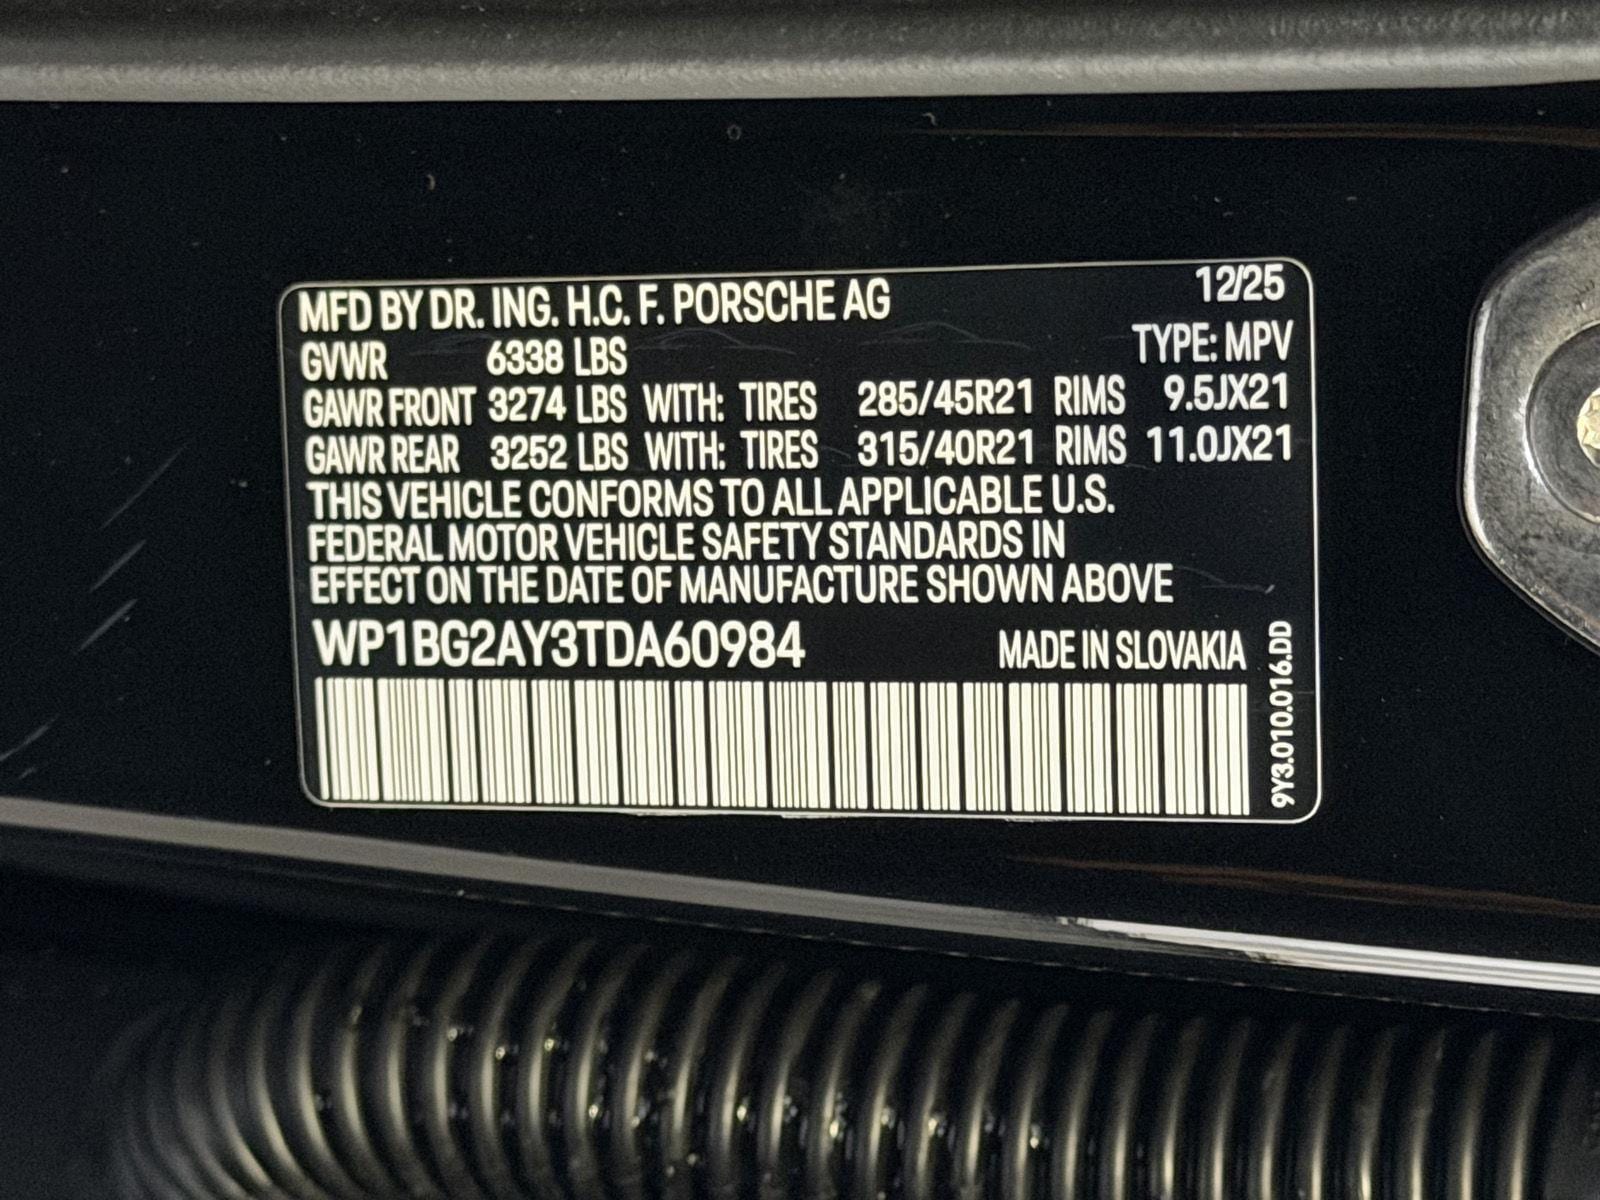 MFD BY DR. ING. H.C. F. PORSCHE AG 12/25
GVWR 6338 LBS TYPE: MPV
GAWR FRONT 3274 LBS WITH: TIRES 285/45R21 RIMS 9.5JX21
GAWR REAR 3252 LBS WITH: TIRES 315/40R21 RIMS 11.0JX21
THIS VEHICLE CONFORMS TO ALL APPLICABLE U.S.
FEDERAL MOTOR VEHICLE SAFETY STANDARDS IN
EFFECT ON THE DATE OF MANUFACTURE SHOWN ABOVE
WP1BG2AY3TDA60984 MADE IN SLOVAKIA
9Y3.010.016.DD